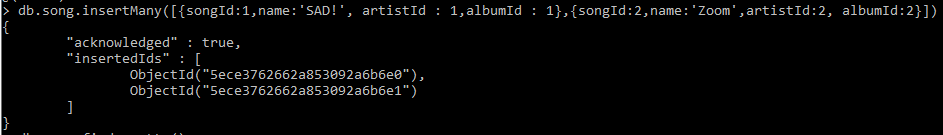 > db.song.insertMany([{songId:1,name:'SAD!', artistId : 1,albumId : 1},{songId:2,name:'Zoom',artistId:2, albumId:2}])
{
        "acknowledged" : true,
        "insertedIds" : [
                ObjectId("5ece3762662a853092a6b6e0"),
                ObjectId("5ece3762662a853092a6b6e1")
        ]
}